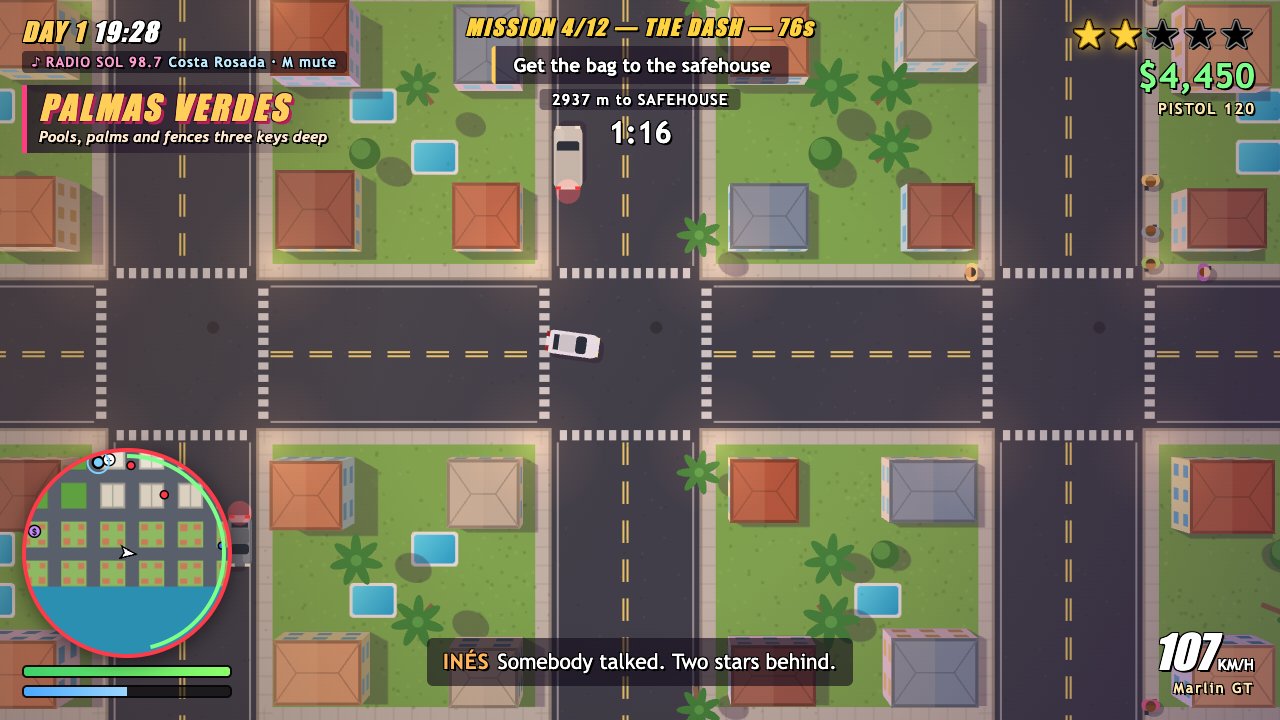 DAY 1 19:28
♪ RADIO SOL 98.7 Costa Rosada · M mute
PALMAS VERDES
Pools, palms and fences three keys deep
MISSION 4/12 — THE DASH — 76s
Get the bag to the safehouse
2937 m to SAFEHOUSE
1:16
$4,450
PISTOL 120
INÉS Somebody talked. Two stars behind.
107 KM/H
Marlin GT